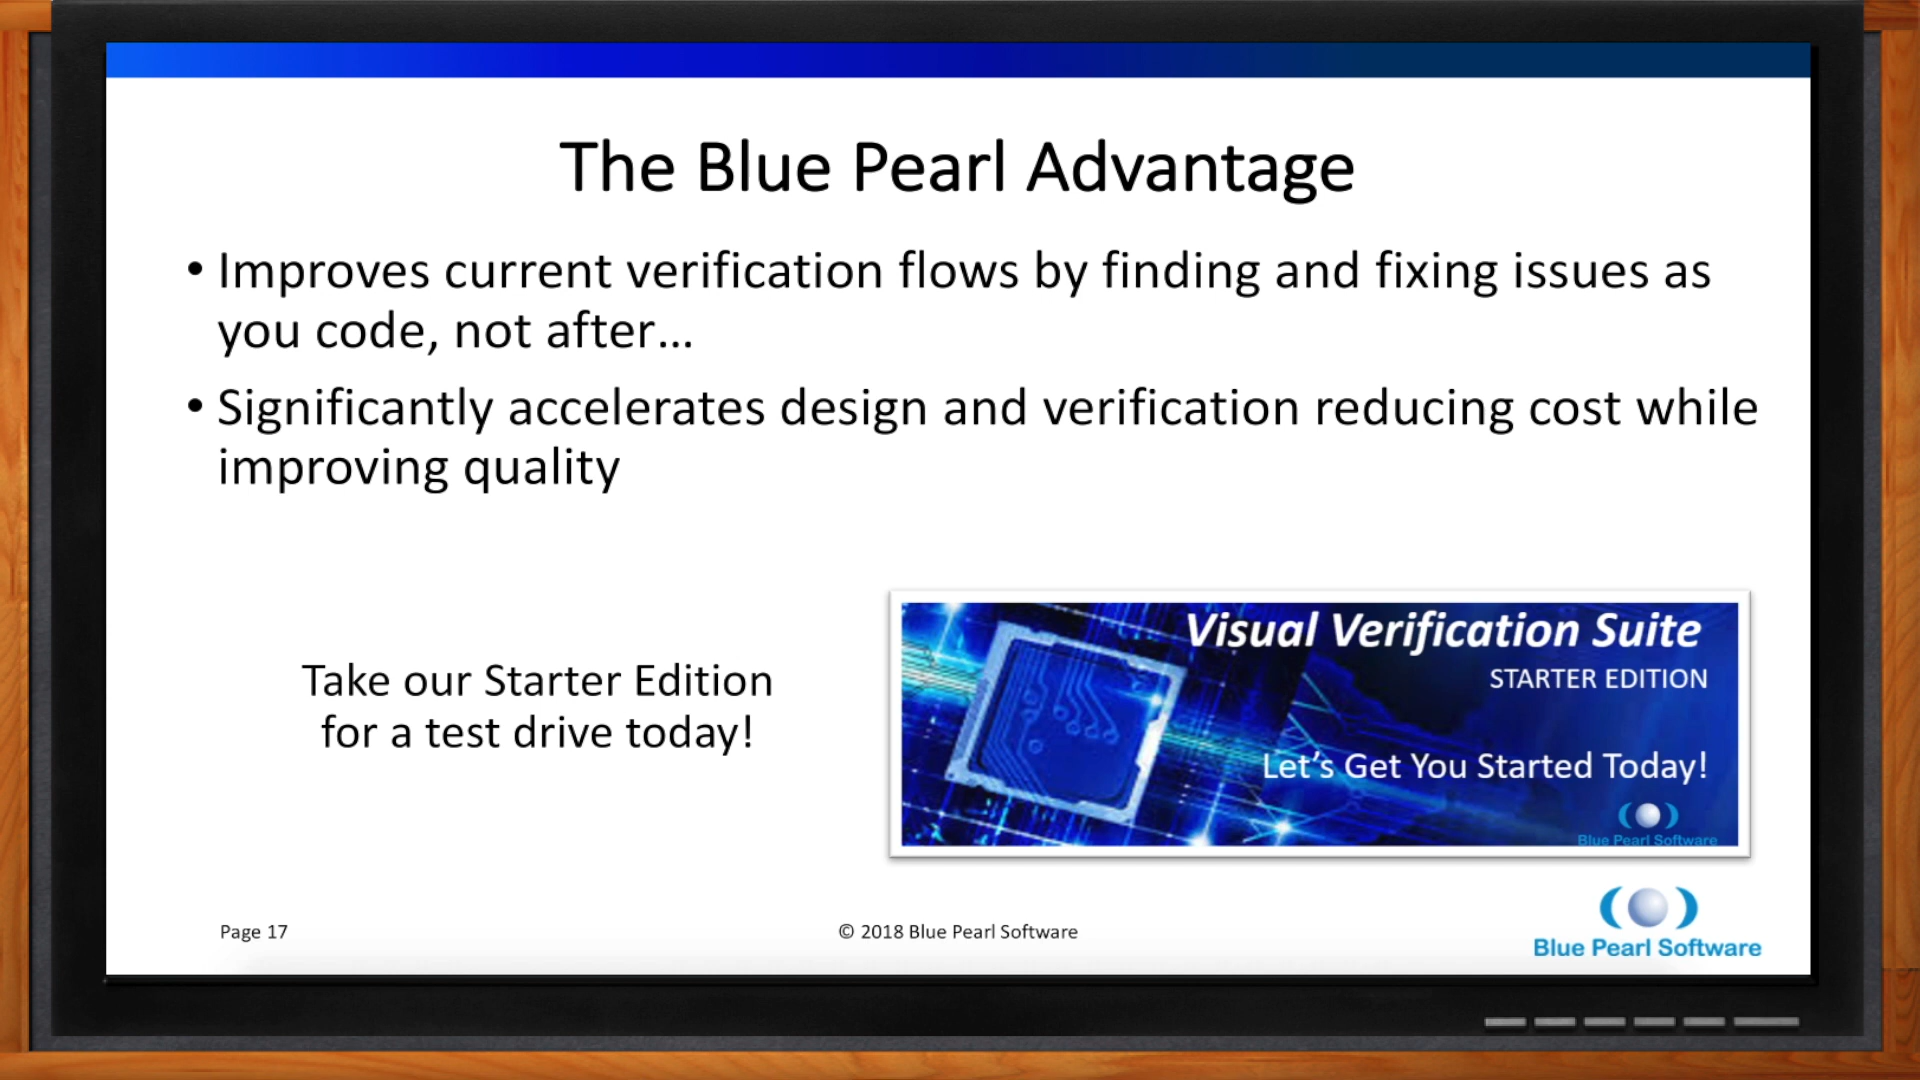 The Blue Pearl Advantage
• Improves current verification flows by finding and fixing issues as
you code, not after...
• Significantly accelerates design and verification reducing cost while
improving quality
Take our Starter Edition
for a test drive today!
Visual Verification Suite
STARTER EDITION
Let's Get You Started Today!
Blue Pearl Software
Page 17
© 2018 Blue Pearl Software
Blue Pearl Software